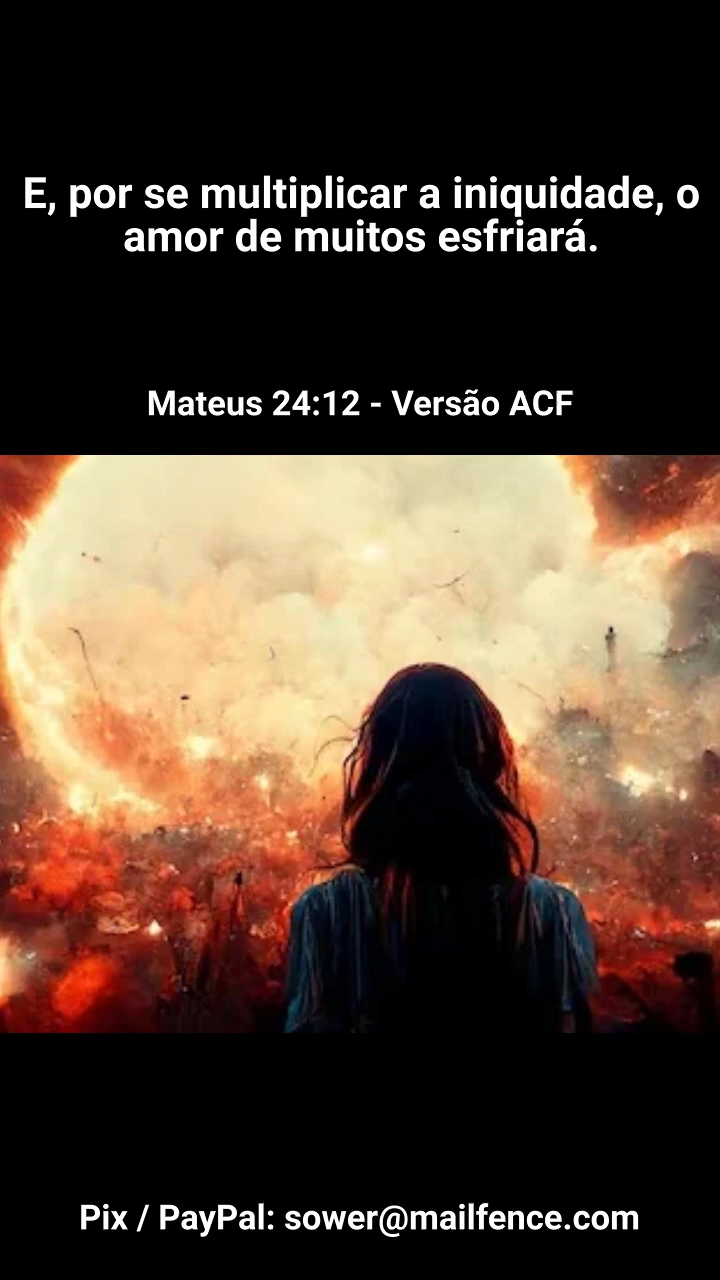 E, por se multiplicar a iniquidade, o
amor de muitos esfriará.
Mateus 24:12 - Versão ACF
Pix / PayPal: sower@mailfence.com